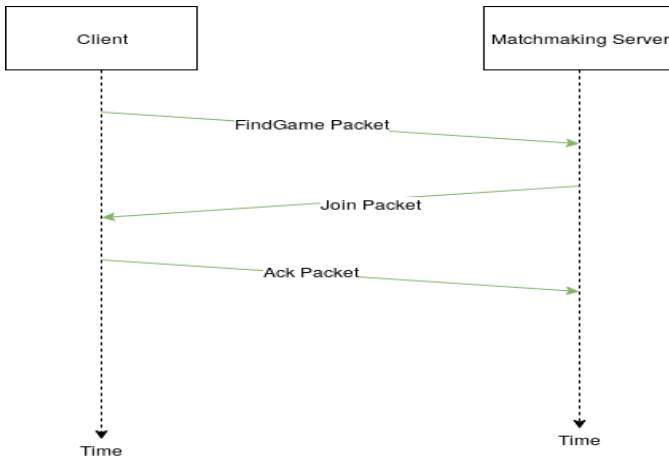 Client
Matchmaking Server
FindGame Packet
Join Packet
Ack Packet
Time
Time